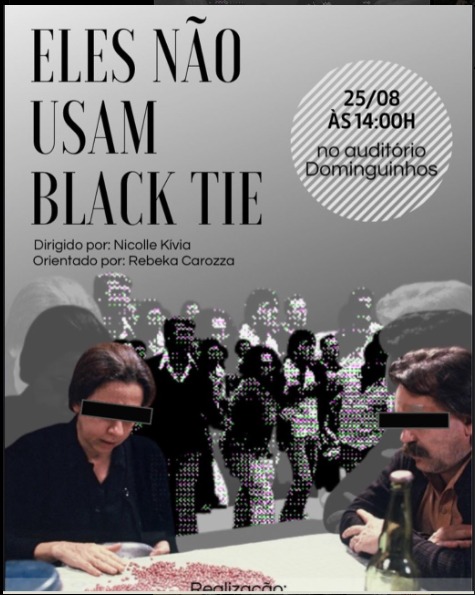 ELES NÃO
USAM
BLACK TIE
Dirigido por: Nicolle Kivia
Orientado por: Rebeka Carozza
25/08
ÀS 14:00H
no auditório
Dominguinhos
Realização: